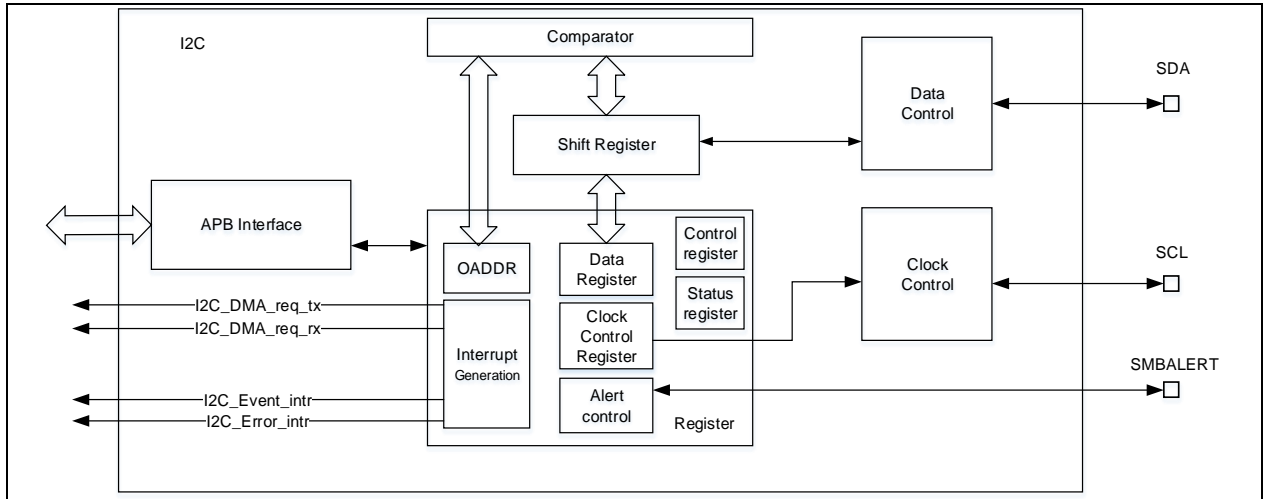 I2C
Comparator
SDA
Data
Control
Shift Register
APB Interface
Control
register
SCL
Clock
Control
OADDR
Data
Register
Status
register
I2C_DMA_req_tx
I2C_DMA_req_rx
Clock
Control
Register
Interrupt
Generation
SMBALERT
I2C_Event_intr
I2C_Error_intr
Alert
control
Register